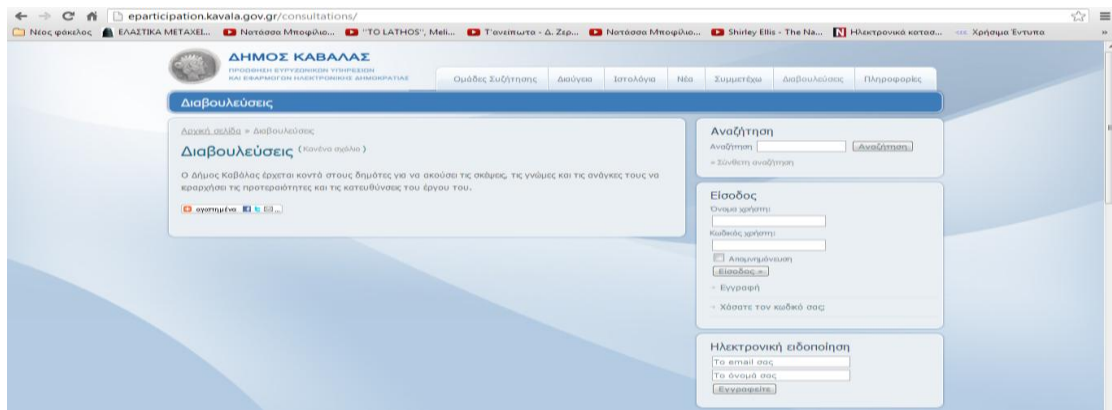 eparticipation.kavala.gov.gr/consultations/
Νέος φάκελος ΕΛΑΣΤΙΚΑ ΜΕΤΑΧΕΙ... Νατάσσα Μποφίλιο... "TO LATHOS", Meli... Τ'ανείπωτα - Δ. Ζερ... Νατάσσα Μποφίλιο... Shirley Ellis - The Na... Ηλεκτρονικό κατασ... Χρήσιμα Έντυπα »
ΔΗΜΟΣ ΚΑΒΑΛΑΣ
ΠΡΟΩΘΗΣΗ ΕΥΡΥΖΩΝΙΚΩΝ ΥΠΗΡΕΣΙΩΝ
ΚΑΙ ΕΦΑΡΜΟΓΩΝ ΗΛΕΚΤΡΟΝΙΚΗΣ ΔΗΜΟΚΡΑΤΙΑΣ
Ομάδες Συζήτησης Διαύγεια Ιστολόγια Νέα Συμμετέχω Διαβουλεύσεις Πληροφορίες
Διαβουλεύσεις
Αρχική σελίδα » Διαβουλεύσεις
Διαβουλεύσεις (Κανένα σχόλιο)
Ο Δήμος Καβάλας έρχεται κοντά στους δημότες για να ακούσει τις σκέψεις, τις γνώμες και τις ανάγκες τους να
ιεραρχήσει τις προτεραιότητες και τις κατευθύνσεις του έργου του.
αγαπημένα ...
Αναζήτηση
Αναζήτηση Αναζήτηση
» Σύνθετη αναζήτηση
Είσοδος
Όνομα χρήστη:
Κωδικός χρήστη:
Απομνημόνευση
Είσοδος »
Εγγραφή
Χάσατε τον κωδικό σας;
Ηλεκτρονική ειδοποίηση
Το email σας
Το όνομά σας
Εγγραφείτε